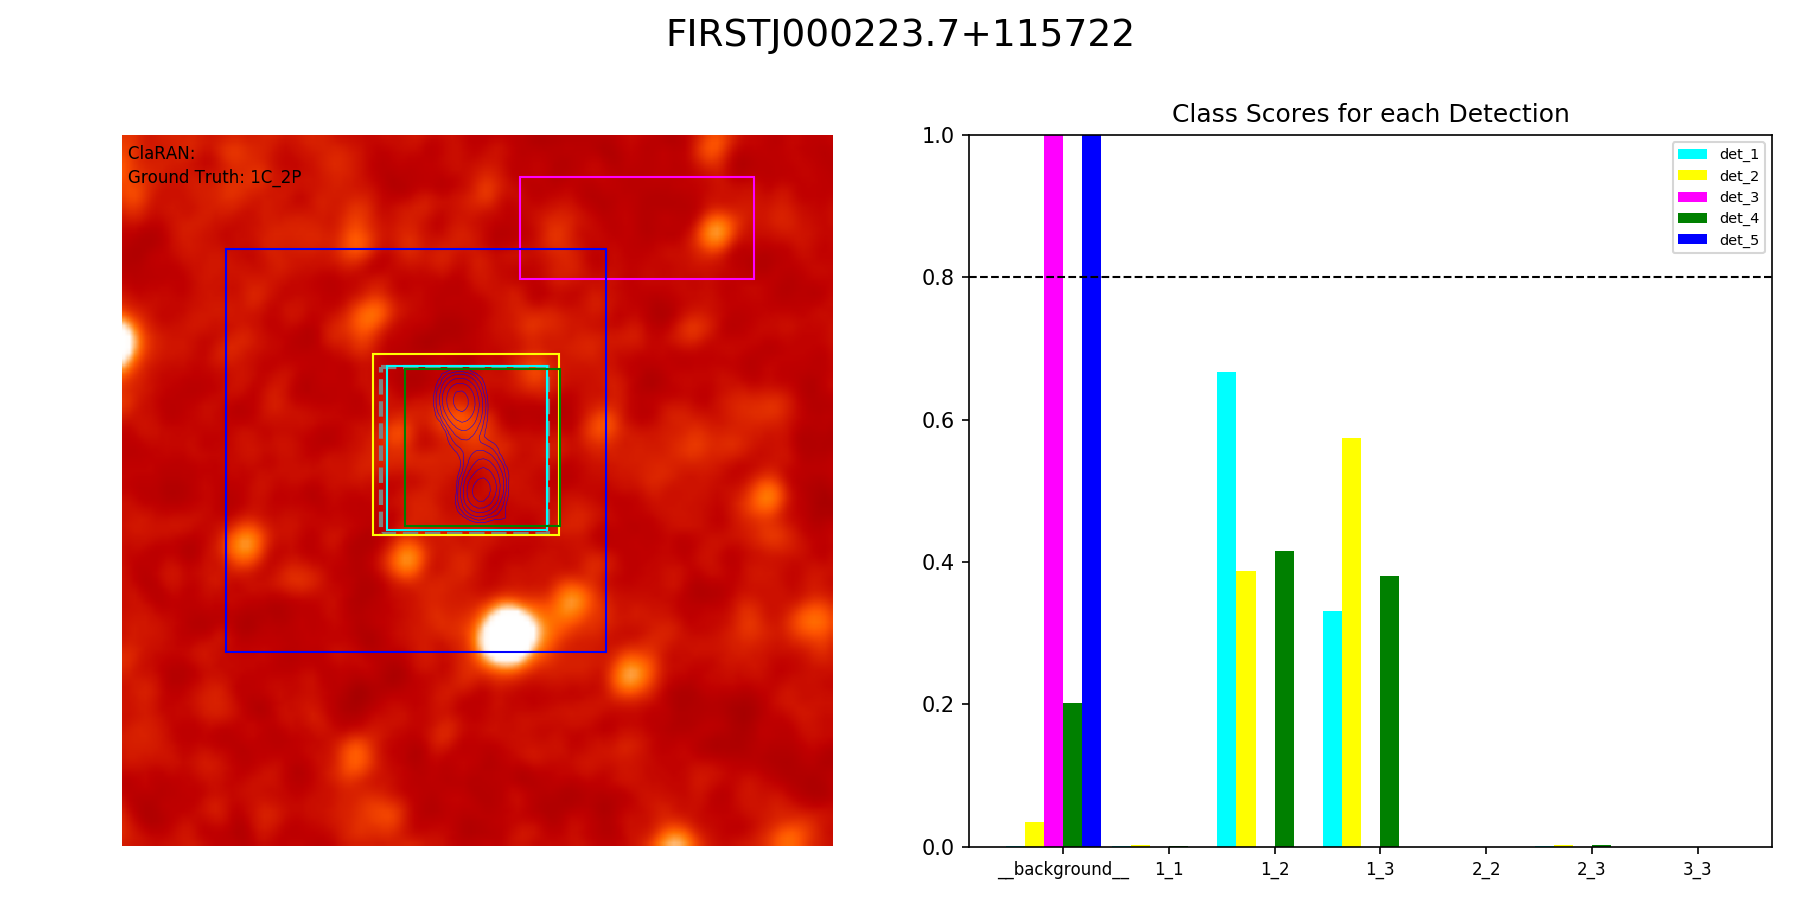 FIRSTJ000223.7+115722
ClaRAN:
Ground Truth: 1C_2P
Class Scores for each Detection
1.0
0.8
0.6
0.4
0.2
0.0
det_1
det_2
det_3
det_4
det_5
__background__ 1_1 1_2 1_3 2_2 2_3 3_3